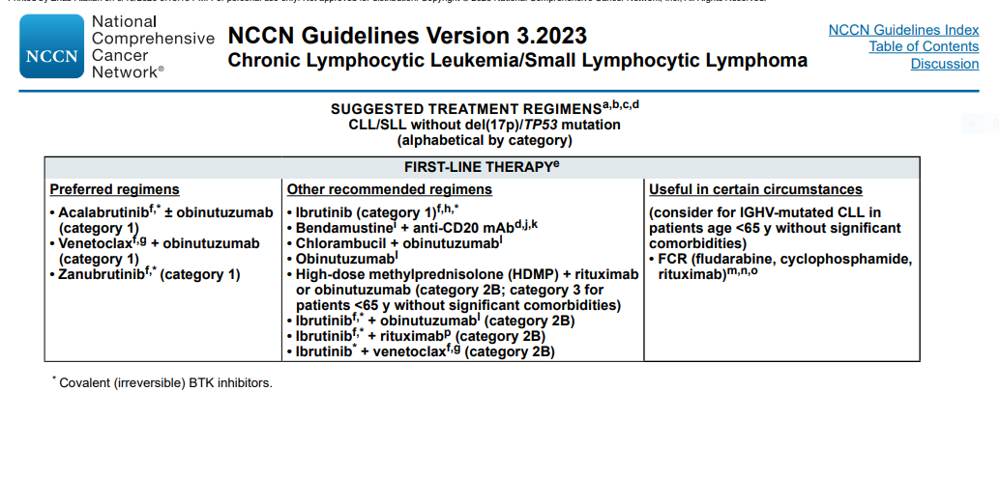 National
Comprehensive
Cancer
Network®
NCCN
NCCN Guidelines Version 3.2023
Chronic Lymphocytic Leukemia/Small Lymphocytic Lymphoma
NCCN Guidelines Index
Table of Contents
Discussion
SUGGESTED TREATMENT REGIMENSa,b,c,d
CLL/SLL without del(17p)/TP53 mutation
(alphabetical by category)
FIRST-LINE THERAPYe
Preferred regimens
• Acalabrutinibf,* ± obinutuzumab
(category 1)
• Venetoclaxf,g + obinutuzumab
(category 1)
• Zanubrutinibf,* (category 1)
Other recommended regimens
• Ibrutinib (category 1)f,h,*
• Bendamustinei + anti-CD20 mAbd,j,k
• Chlorambucil + obinutuzumabl
• Obinutuzumabl
• High-dose methylprednisolone (HDMP) + rituximab
or obinutuzumab (category 2B; category 3 for
patients <65 y without significant comorbidities)
• Ibrutinibf,* + obinutuzumabl (category 2B)
• Ibrutinibf,* + rituximabp (category 2B)
• Ibrutinib* + venetoclaxf,g (category 2B)
Useful in certain circumstances
(consider for IGHV-mutated CLL in
patients age <65 y without significant
comorbidities)
• FCR (fludarabine, cyclophosphamide,
rituximab)m,n,o
* Covalent (irreversible) BTK inhibitors.